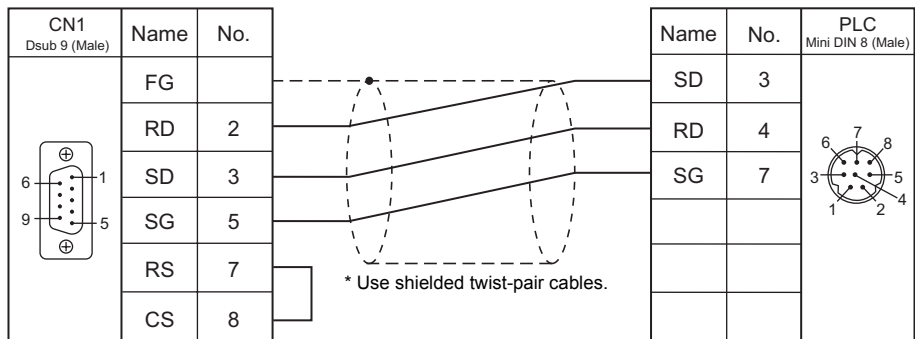 CN1
Dsub 9 (Male)
Name
No.
FG
RD
2
SD
3
SG
5
RS
7
CS
8
6
1
9
5
* Use shielded twist-pair cables.
Name
No.
PLC
Mini DIN 8 (Male)
SD
3
RD
4
SG
7
7
6
8
3
5
4
1
2